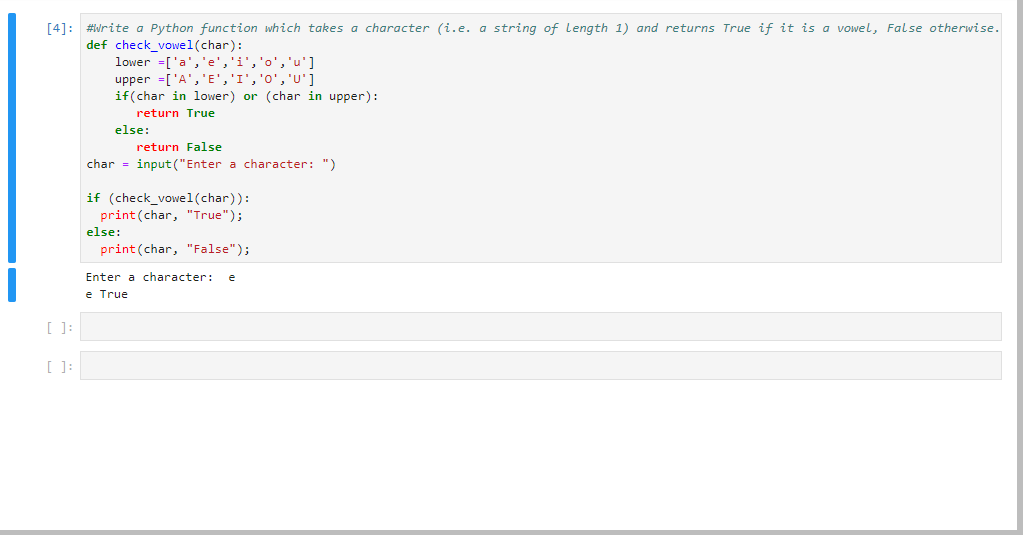 [4]: #Write a Python function which takes a character (i.e. a string of length 1) and returns True if it is a vowel, False otherwise.
def check_vowel(char):
    lower =['a','e','i','o','u']
    upper =['A','E','I','O','U']
    if(char in lower) or (char in upper):
       return True
    else:
       return False
char = input("Enter a character: ")
if (check_vowel(char)):
  print(char, "True");
else:
  print(char, "False");
Enter a character:  e
e True
[ ]:
[ ]: